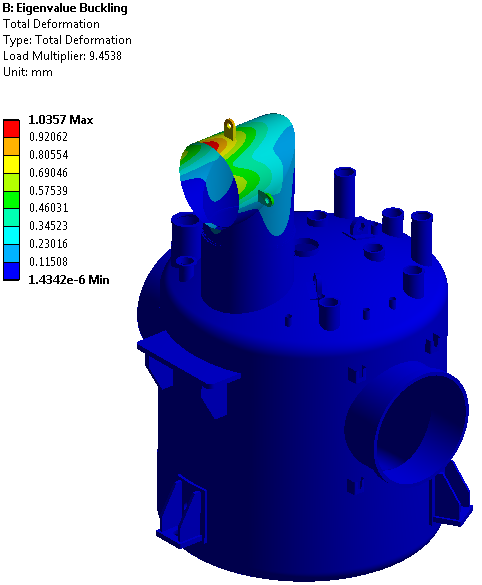 B: Eigenvalue Buckling
Total Deformation
Type: Total Deformation
Load Multiplier: 9.4538
Unit: mm
1.0357 Max
0.92062
0.80554
0.69046
0.57539
0.46031
0.34523
0.23016
0.11508
1.4342e-6 Min